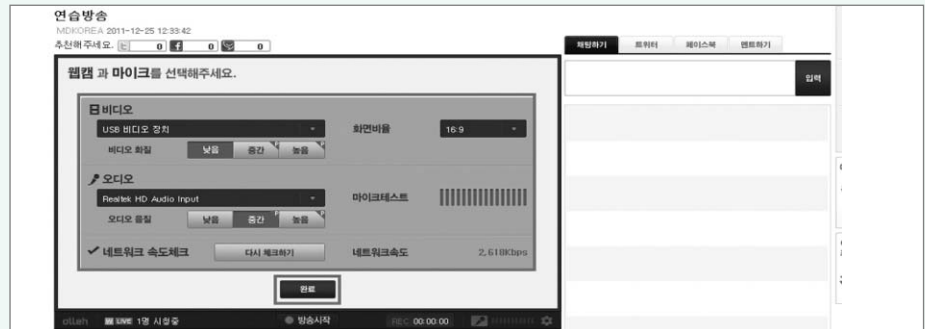 연습방송
MDKOREA 2011-12-25 12:33:42
추천해주세요. 0 0 0
채팅하기 트위터 페이스북 멘트하기
입력
웹캠 과 마이크를 선택해주세요.
비디오
USB 비디오 장치 화면비율 16:9
비디오 화질 낮음 중간 높음
오디오
Realtek HD Audio Input 마이크테스트
오디오 음질 낮음 중간 높음
네트워크 속도체크 다시 체크하기 네트워크속도 2,618Kbps
완료
olleh LIVE 1명 시청중 방송시작 REC 00:00:00